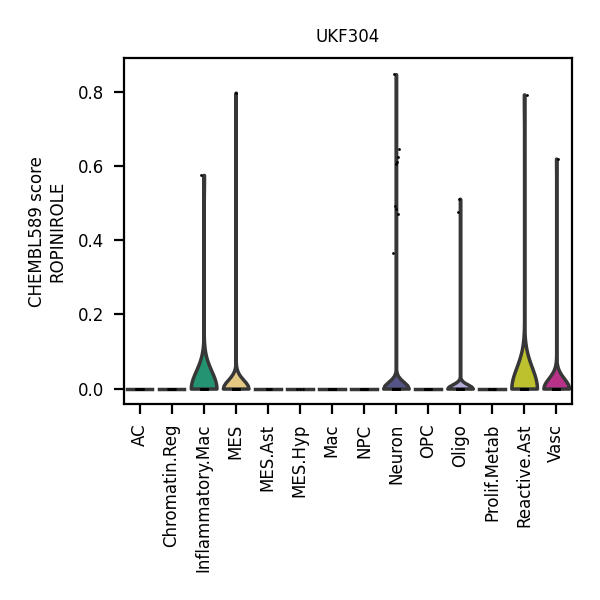 UKF304
CHEMBL589 score
ROPINIROLE
0.8
0.6
0.4
0.2
0.0
AC
Chromatin.Reg
Inflammatory.Mac
MES
MES.Ast
MES.Hyp
Mac
NPC
Neuron
OPC
Oligo
Prolif.Metab
Reactive.Ast
Vasc